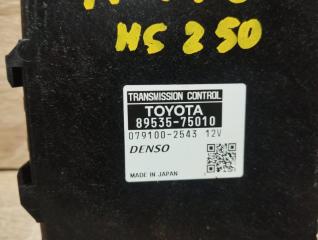 HS 250
TRANSMISSION CONTROL
TOYOTA
89535-75010
079100-2543 12V
DENSO
MADE IN JAPAN